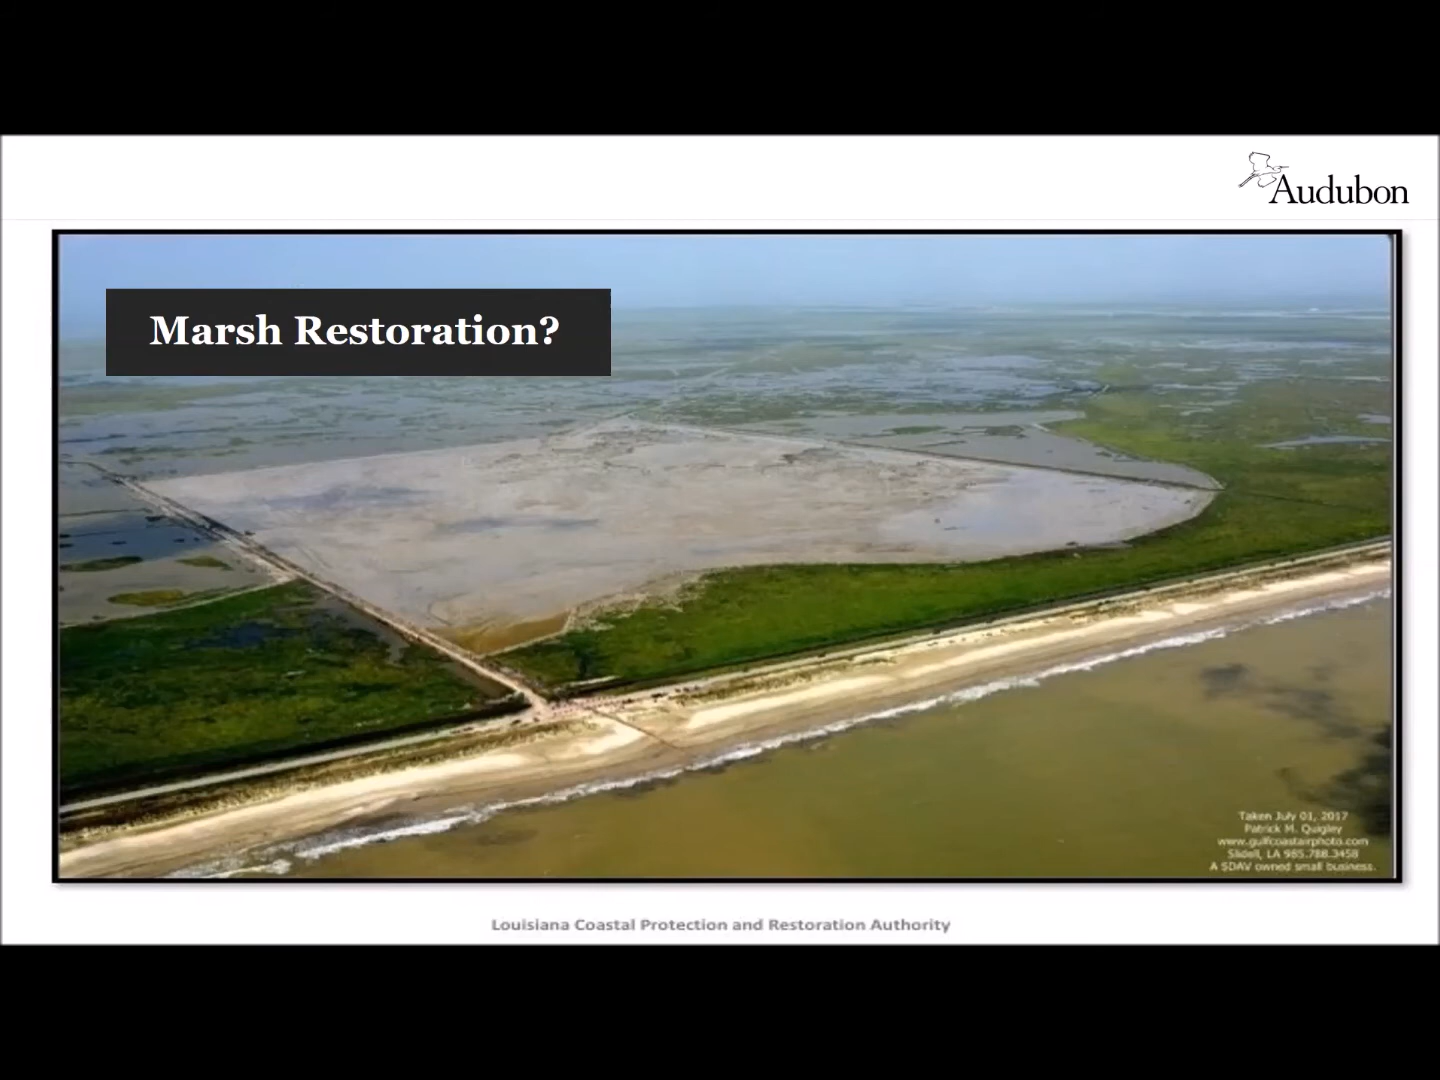 Audubon
Marsh Restoration?
Taken July 01, 2017
Patrick M. Quigley
www.gulfcoastairphoto.com
Slidell, LA 985.788.3458
A SDAV owned small business.
Louisiana Coastal Protection and Restoration Authority